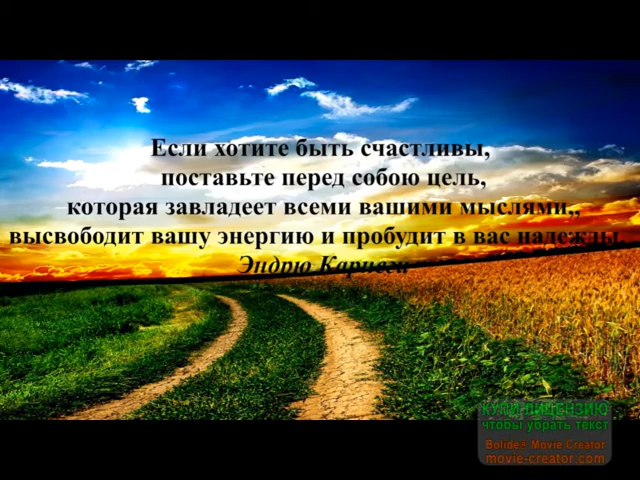 Если хотите быть счастливы,
поставьте перед собою цель,
которая завладеет всеми вашими мыслями,,
высвободит вашу энергию и пробудит в вас надежды.
Эндрю Карнеги
КУПИ ЛИЦЕНЗИЮ
чтобы убрать текст
Bolide® Movie Creator
movie-creator.com